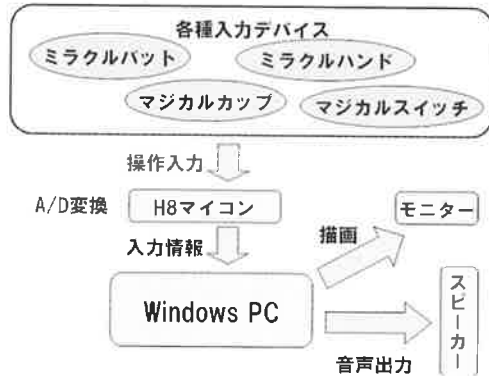 各種入力デバイス
ミラクルバット
ミラクルハンド
マジカルカップ
マジカルスイッチ
操作入力
A/D変換
H8マイコン
モニター
入力情報
描画
Windows PC
スピーカー
音声出力